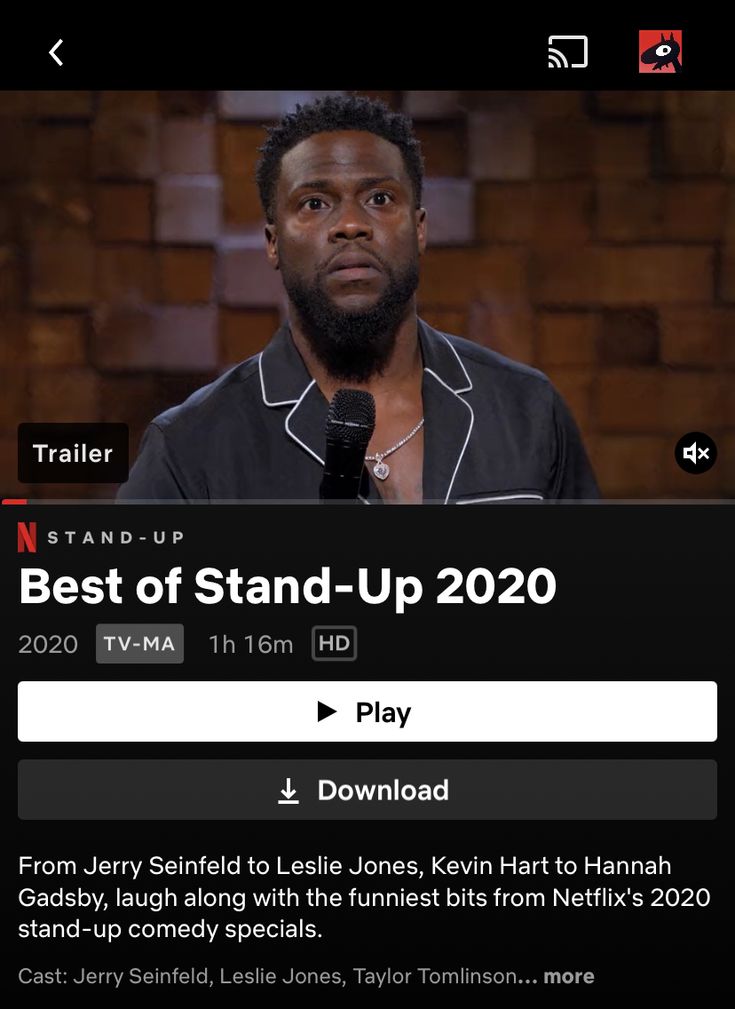 Trailer
STAND-UP
Best of Stand-Up 2020
2020 TV-MA 1h 16m HD
Play
Download
From Jerry Seinfeld to Leslie Jones, Kevin Hart to Hannah
Gadsby, laugh along with the funniest bits from Netflix's 2020
stand-up comedy specials.
Cast: Jerry Seinfeld, Leslie Jones, Taylor Tomlinson... more